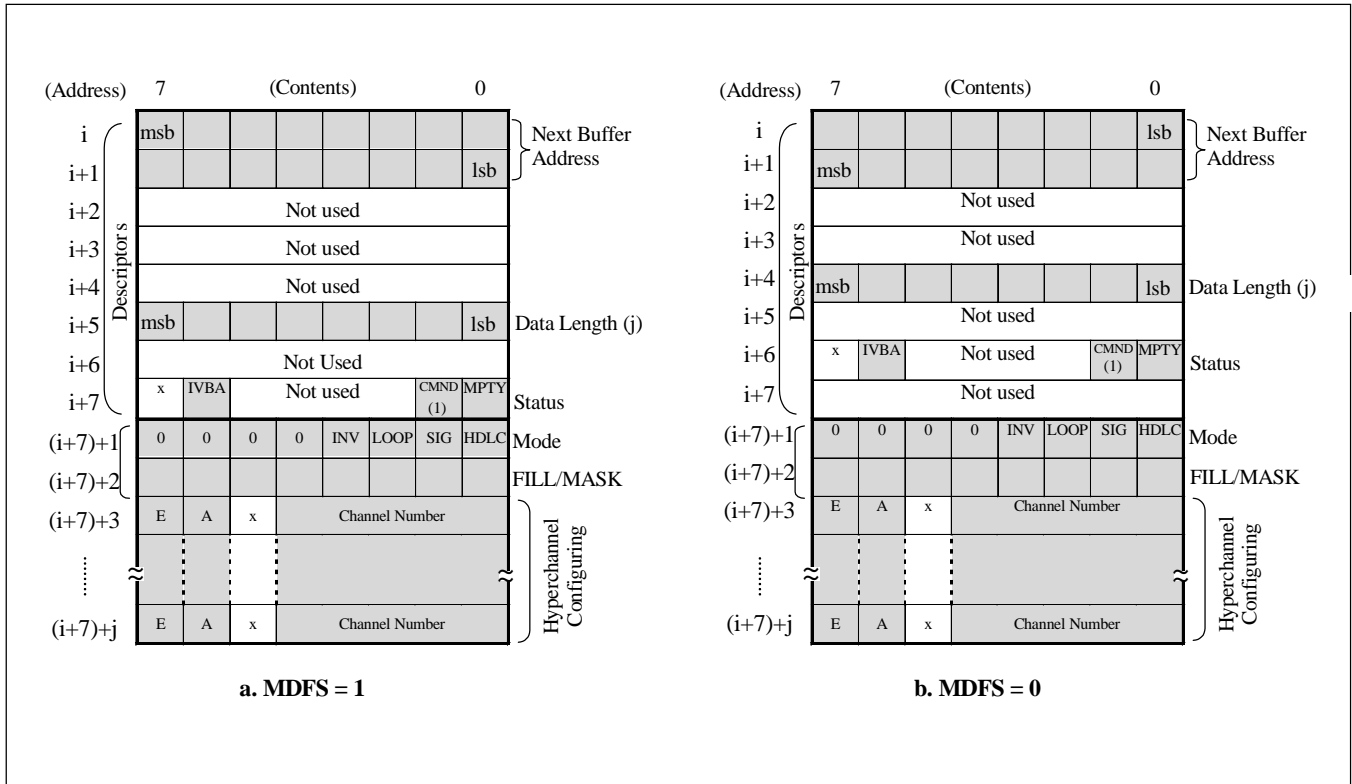 (Address) 7 (Contents) 0
i msb Next Buffer Address
i+1 lsb
i+2 Not used
i+3 Not used
i+4 Not used
i+5 msb lsb Data Length (j)
i+6 Not Used
i+7 x IVBA Not used CMND (1) MPTY Status
Descriptors
(i+7)+1 0 0 0 0 INV LOOP SIG HDLC Mode
(i+7)+2 FILL/MASK
(i+7)+3 E A x Channel Number
........
≈ ≈
(i+7)+j E A x Channel Number
Hyperchannel Configuring
a. MDFS = 1
(Address) 7 (Contents) 0
i lsb Next Buffer Address
i+1 msb
i+2 Not used
i+3 Not used
i+4 msb lsb Data Length (j)
i+5 Not used
i+6 x IVBA Not used CMND (1) MPTY Status
i+7 Not used
Descriptors
(i+7)+1 0 0 0 0 INV LOOP SIG HDLC Mode
(i+7)+2 FILL/MASK
(i+7)+3 E A x Channel Number
........
≈ ≈
(i+7)+j E A x Channel Number
Hyperchannel Configuring
b. MDFS = 0